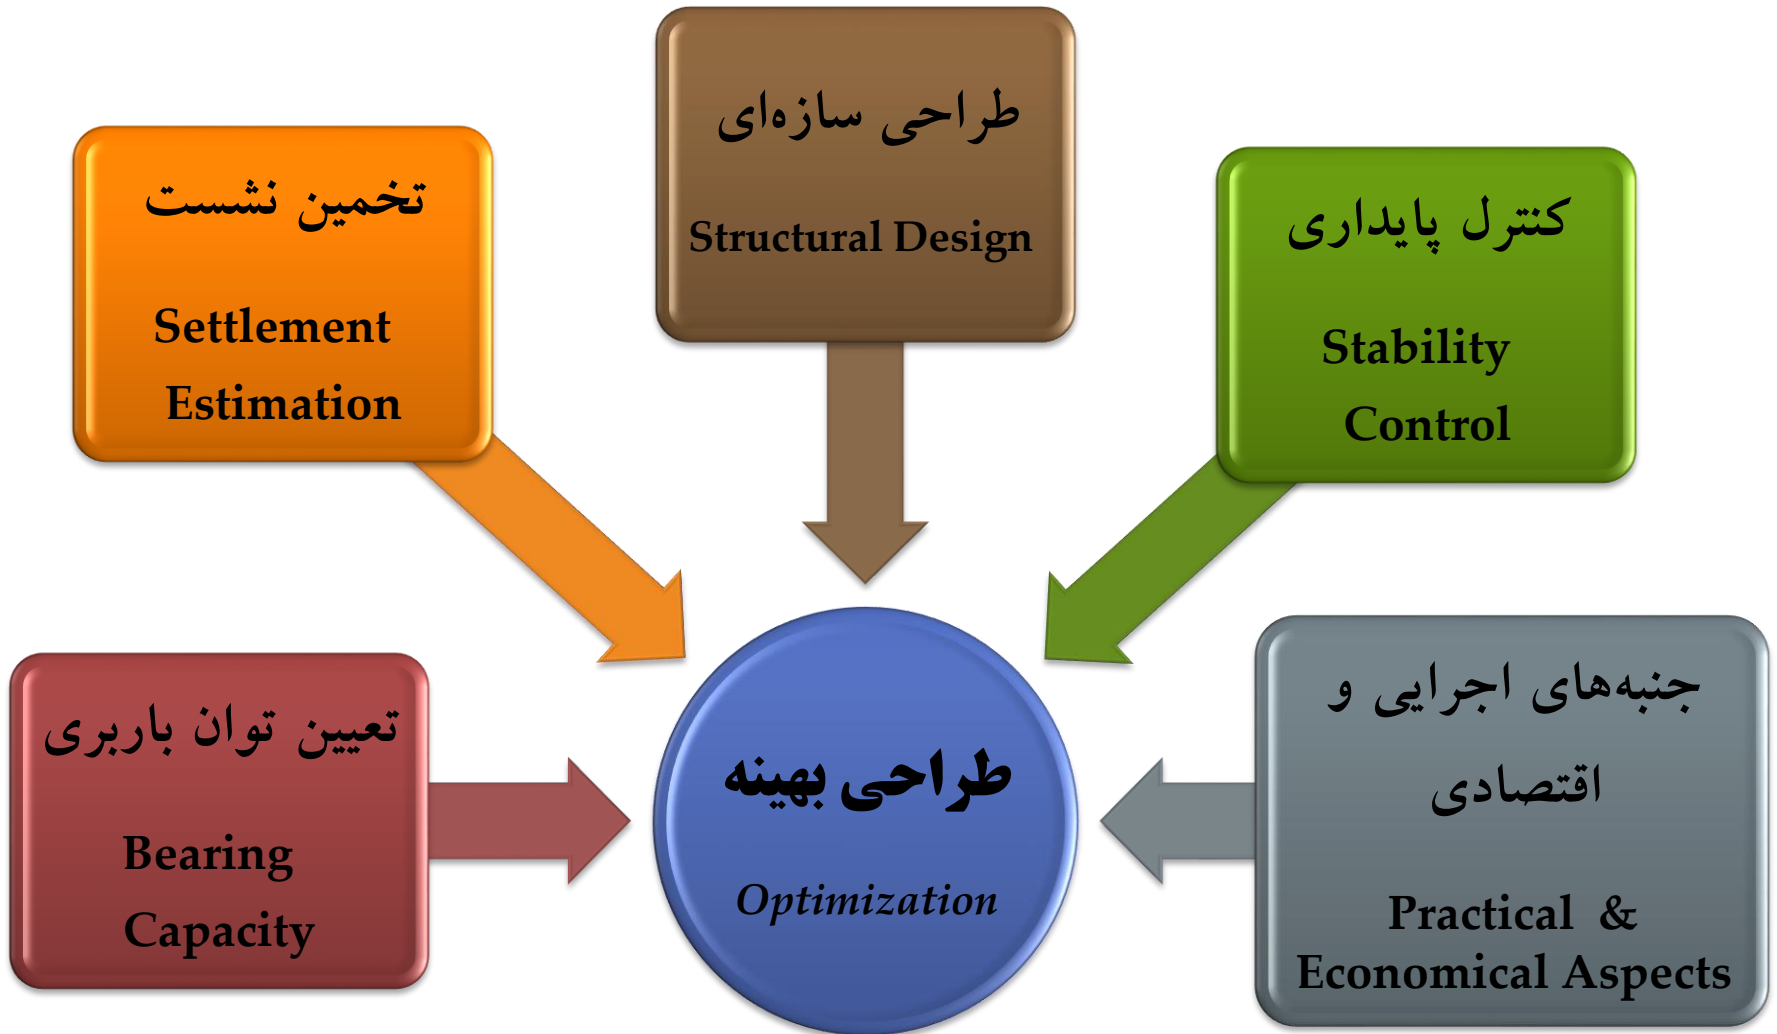 طراحی سازه‌ای
Structural Design
تخمین نشست
Settlement
Estimation
کنترل پایداری
Stability
Control
تعیین توان باربری
Bearing
Capacity
طراحی بهینه
Optimization
جنبه‌های اجرایی و
اقتصادی
Practical &
Economical Aspects